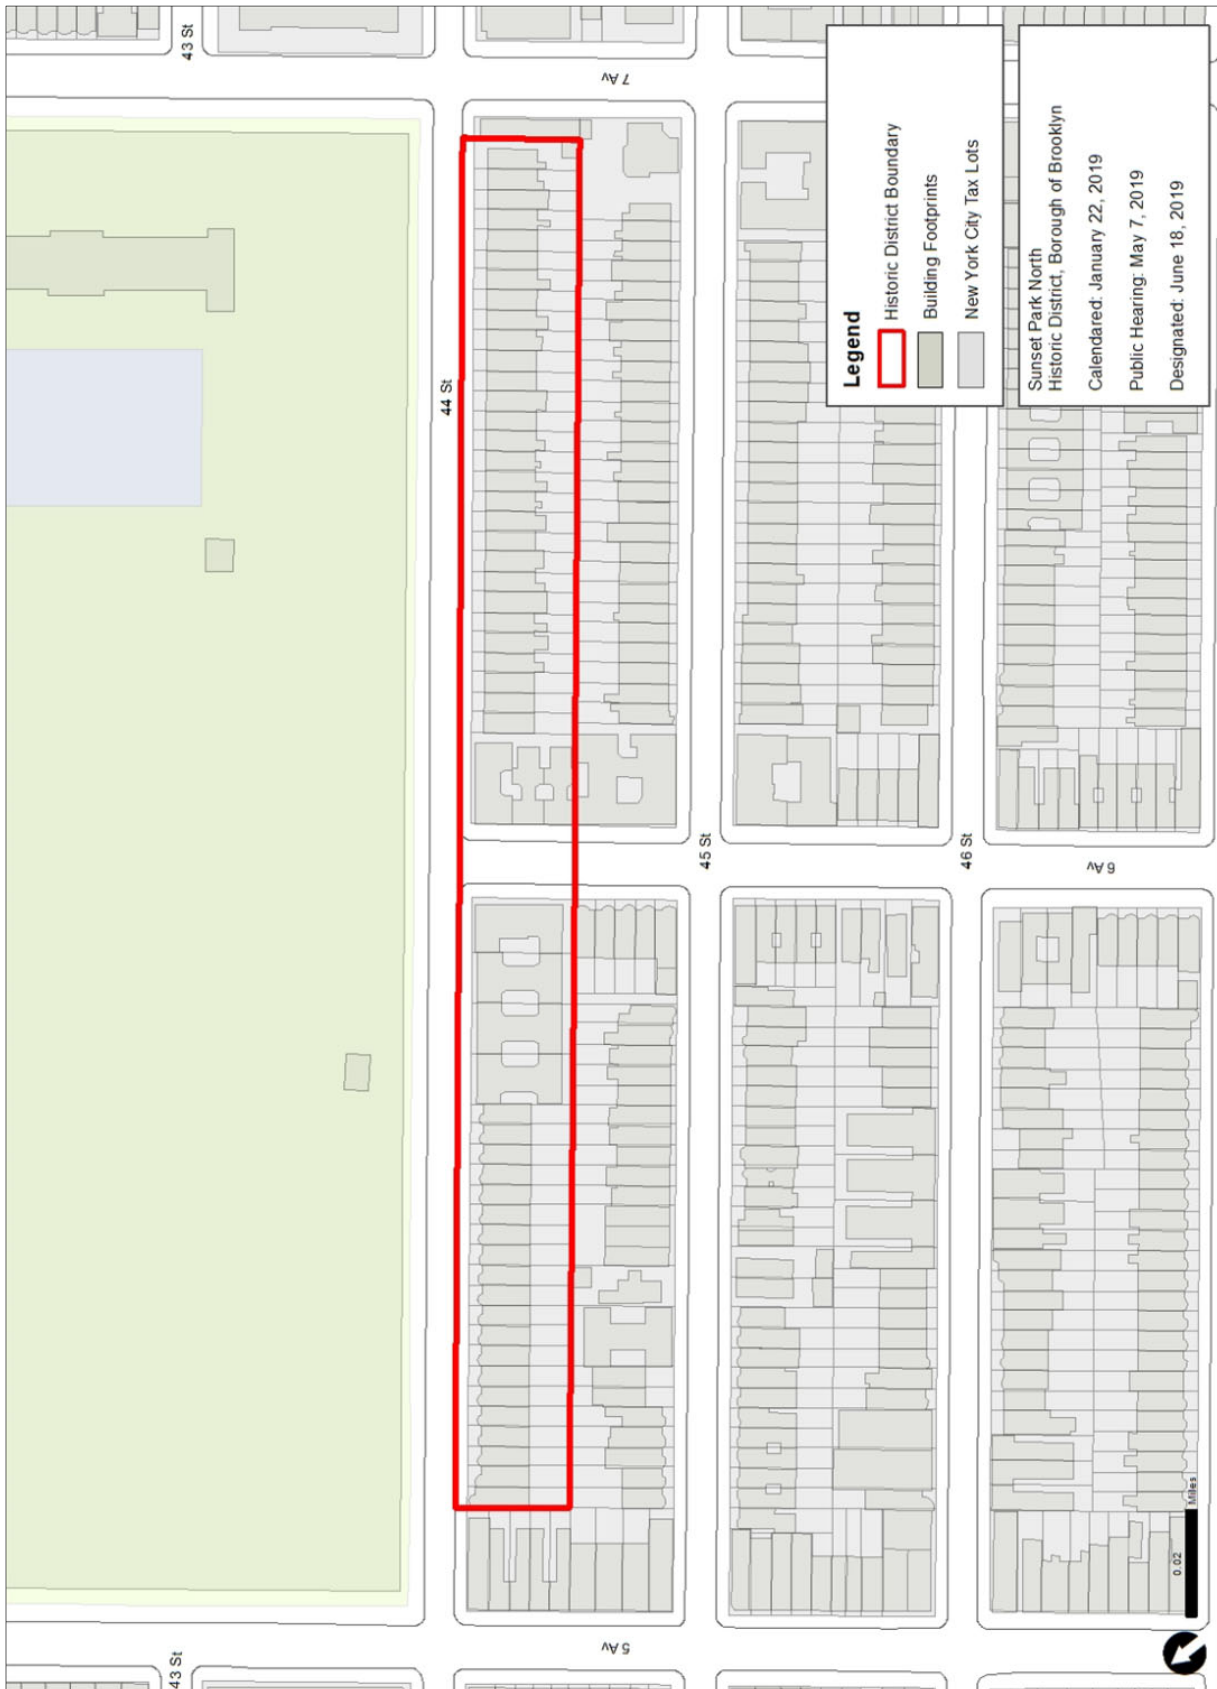 43 St
7 Av
44 St
45 St
46 St
6 Av
5 Av
43 St
Legend
Historic District Boundary
Building Footprints
New York City Tax Lots
Sunset Park North
Historic District, Borough of Brooklyn
Calendared: January 22, 2019
Public Hearing: May 7, 2019
Designated: June 18, 2019
0.02
Miles